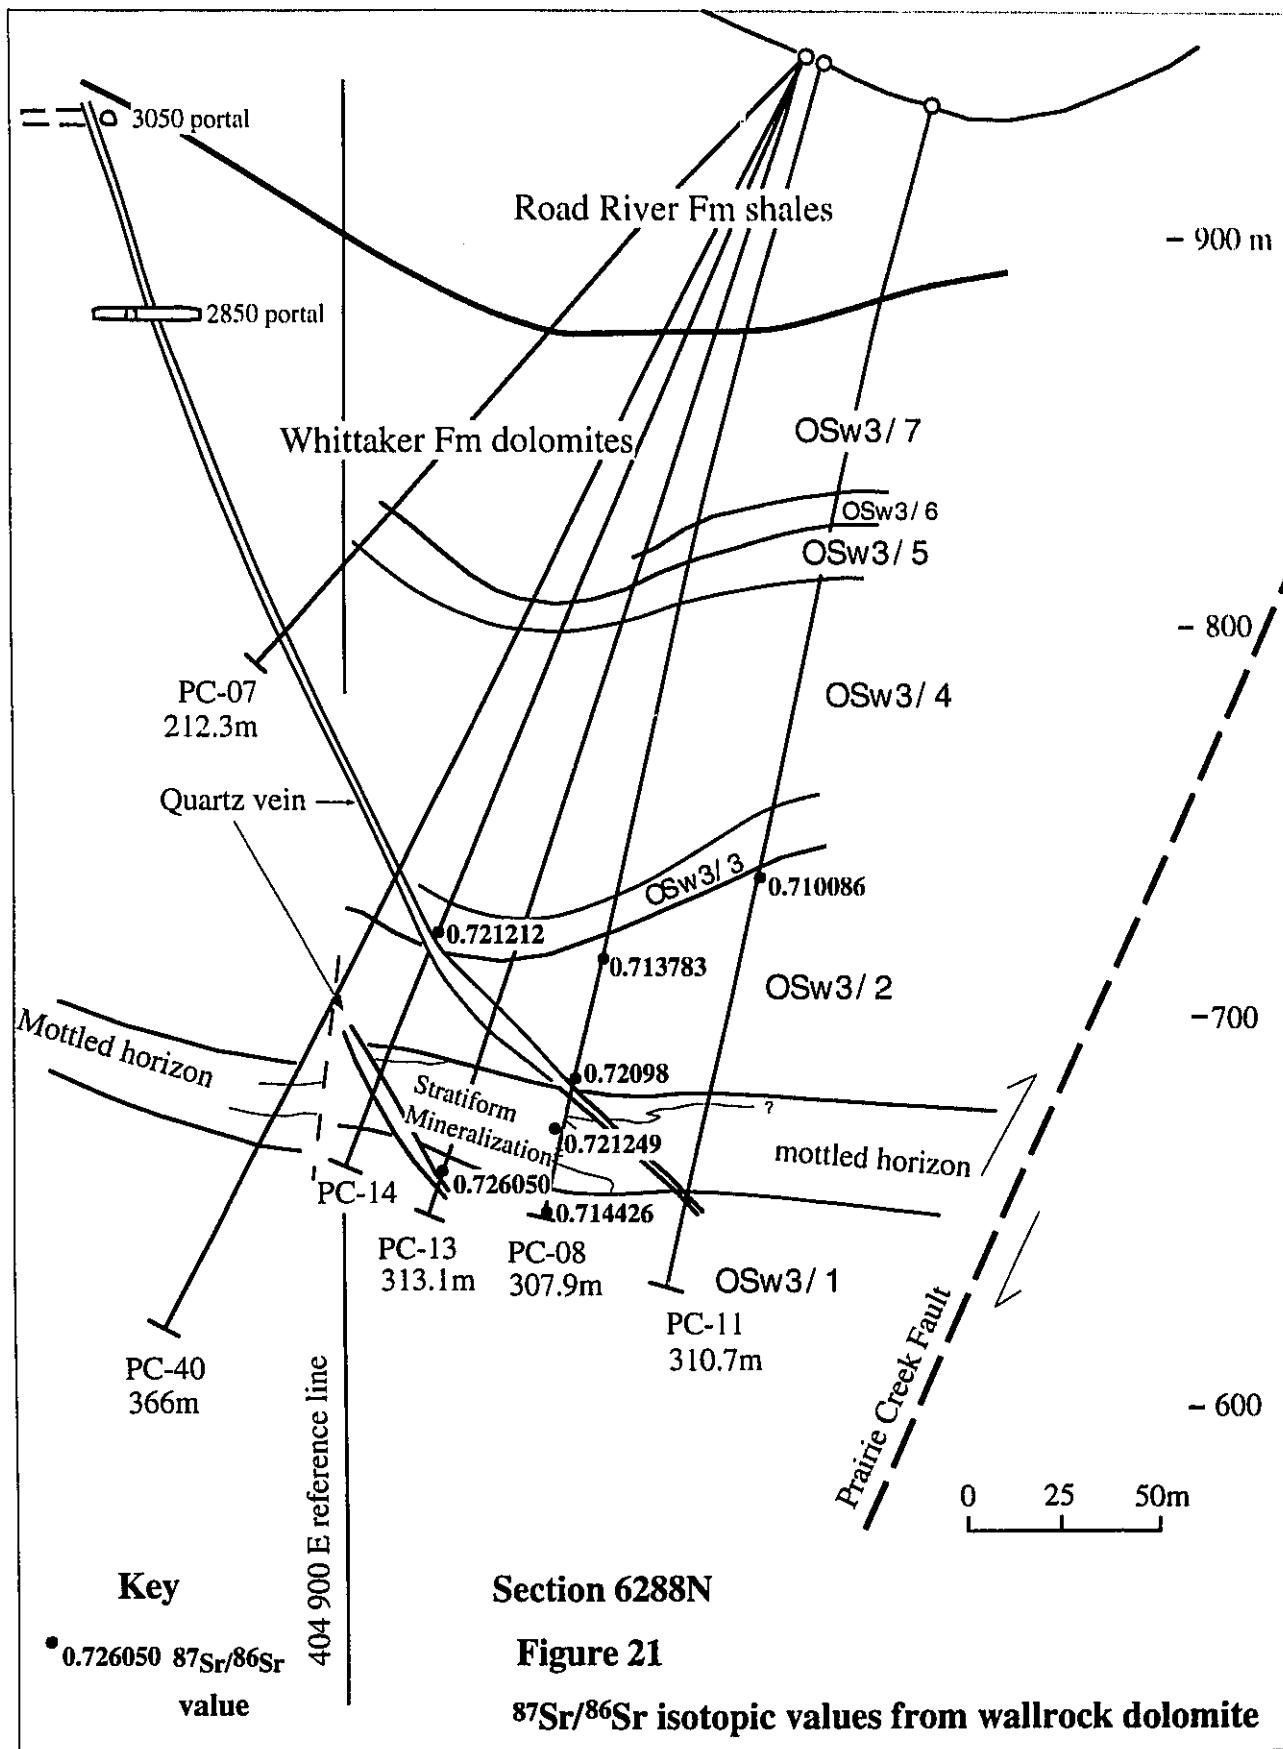 3050 portal
Road River Fm shales
- 900 m
2850 portal
OSw3/7
Whittaker Fm dolomites
OSw3/6
OSw3/5
- 800
PC-07
212.3m
OSw3/4
Quartz vein
OSw3/3
0.710086
0.721212
0.713783
OSw3/2
-700
Mottled horizon
0.72098
Stratiform
Mineralization
?
0.721249
mottled horizon
0.726050
PC-14
0.714426
PC-13
313.1m
PC-08
307.9m
OSw3/1
PC-11
310.7m
PC-40
366m
404 900 E reference line
Prairie Creek Fault
- 600
0 25 50m
Key
0.726050 87Sr/86Sr
value
Section 6288N
Figure 21
87Sr/86Sr isotopic values from wallrock dolomite